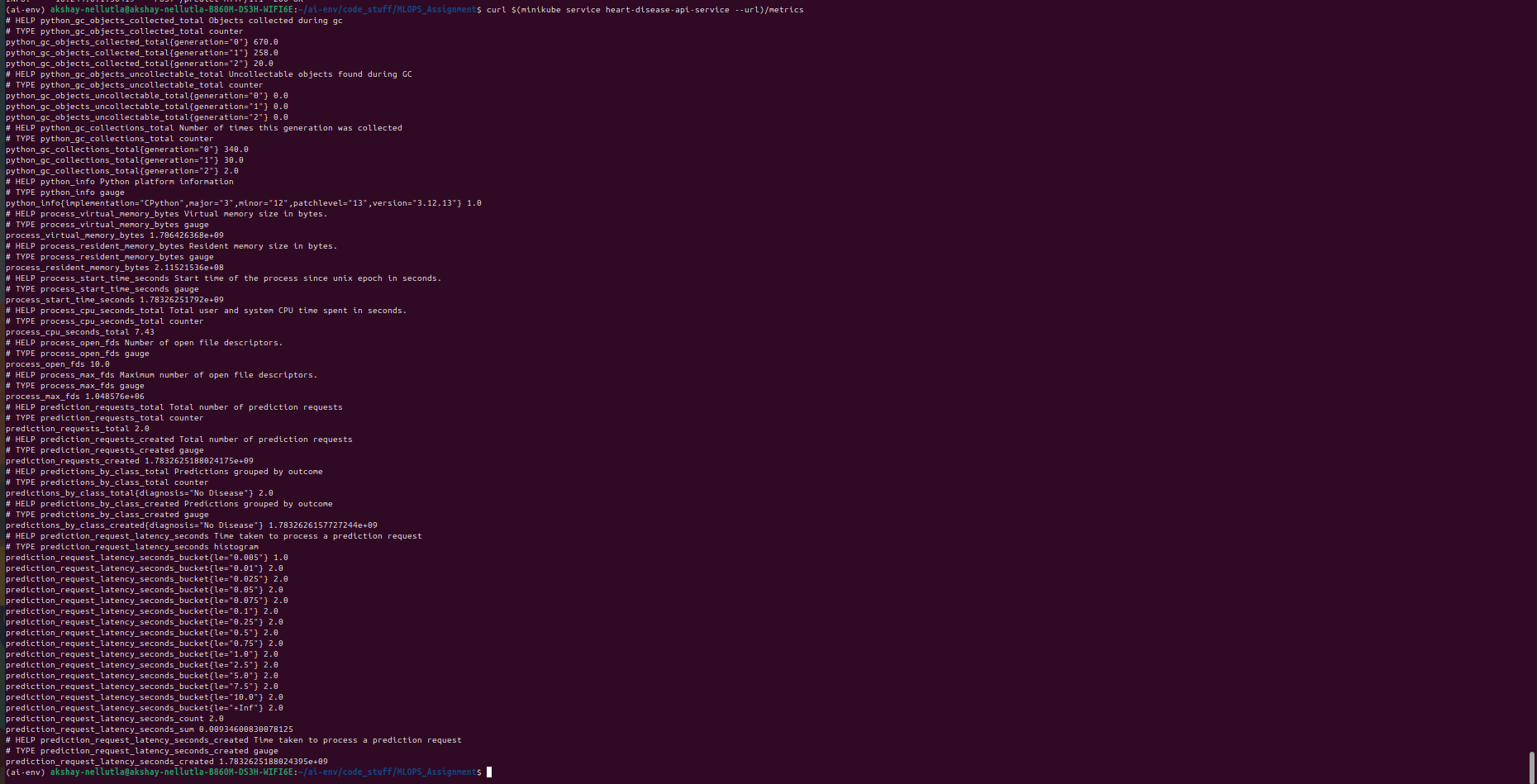 (ai-env) akshay-nellutla@akshay-nellutla-B860M-DS3H-WIFI6E:~/ai-env/code_stuff/MLOPS_Assignment$ curl $(minikube service heart-disease-api-service --url)/metrics
# HELP python_gc_objects_collected_total Objects collected during gc
# TYPE python_gc_objects_collected_total counter
python_gc_objects_collected_total{generation="0"} 670.0
python_gc_objects_collected_total{generation="1"} 258.0
python_gc_objects_collected_total{generation="2"} 20.0
# HELP python_gc_objects_uncollectable_total Uncollectable objects found during GC
# TYPE python_gc_objects_uncollectable_total counter
python_gc_objects_uncollectable_total{generation="0"} 0.0
python_gc_objects_uncollectable_total{generation="1"} 0.0
python_gc_objects_uncollectable_total{generation="2"} 0.0
# HELP python_gc_collections_total Number of times this generation was collected
# TYPE python_gc_collections_total counter
python_gc_collections_total{generation="0"} 340.0
python_gc_collections_total{generation="1"} 30.0
python_gc_collections_total{generation="2"} 2.0
# HELP python_info Python platform information
# TYPE python_info gauge
python_info{implementation="CPython",major="3",minor="12",patchlevel="13",version="3.12.13"} 1.0
# HELP process_virtual_memory_bytes Virtual memory size in bytes.
# TYPE process_virtual_memory_bytes gauge
process_virtual_memory_bytes 1.706426368e+09
# HELP process_resident_memory_bytes Resident memory size in bytes.
# TYPE process_resident_memory_bytes gauge
process_resident_memory_bytes 2.11521536e+08
# HELP process_start_time_seconds Start time of the process since unix epoch in seconds.
# TYPE process_start_time_seconds gauge
process_start_time_seconds 1.78326251792e+09
# HELP process_cpu_seconds_total Total user and system CPU time spent in seconds.
# TYPE process_cpu_seconds_total counter
process_cpu_seconds_total 7.43
# HELP process_open_fds Number of open file descriptors.
# TYPE process_open_fds gauge
process_open_fds 10.0
# HELP process_max_fds Maximum number of open file descriptors.
# TYPE process_max_fds gauge
process_max_fds 1.048576e+06
# HELP prediction_requests_total Total number of prediction requests
# TYPE prediction_requests_total counter
prediction_requests_total 2.0
# HELP prediction_requests_created Total number of prediction requests
# TYPE prediction_requests_created gauge
prediction_requests_created 1.7832625188024175e+09
# HELP predictions_by_class_total Predictions grouped by outcome
# TYPE predictions_by_class_total counter
predictions_by_class_total{diagnosis="No Disease"} 2.0
# HELP predictions_by_class_created Predictions grouped by outcome
# TYPE predictions_by_class_created gauge
predictions_by_class_created{diagnosis="No Disease"} 1.7832626157727244e+09
# HELP prediction_request_latency_seconds Time taken to process a prediction request
# TYPE prediction_request_latency_seconds histogram
prediction_request_latency_seconds_bucket{le="0.005"} 1.0
prediction_request_latency_seconds_bucket{le="0.01"} 2.0
prediction_request_latency_seconds_bucket{le="0.025"} 2.0
prediction_request_latency_seconds_bucket{le="0.05"} 2.0
prediction_request_latency_seconds_bucket{le="0.075"} 2.0
prediction_request_latency_seconds_bucket{le="0.1"} 2.0
prediction_request_latency_seconds_bucket{le="0.25"} 2.0
prediction_request_latency_seconds_bucket{le="0.5"} 2.0
prediction_request_latency_seconds_bucket{le="0.75"} 2.0
prediction_request_latency_seconds_bucket{le="1.0"} 2.0
prediction_request_latency_seconds_bucket{le="2.5"} 2.0
prediction_request_latency_seconds_bucket{le="5.0"} 2.0
prediction_request_latency_seconds_bucket{le="7.5"} 2.0
prediction_request_latency_seconds_bucket{le="10.0"} 2.0
prediction_request_latency_seconds_bucket{le="+Inf"} 2.0
prediction_request_latency_seconds_count 2.0
prediction_request_latency_seconds_sum 0.00934600830078125
# HELP prediction_request_latency_seconds_created Time taken to process a prediction request
# TYPE prediction_request_latency_seconds_created gauge
prediction_request_latency_seconds_created 1.7832625188024395e+09
(ai-env) akshay-nellutla@akshay-nellutla-B860M-DS3H-WIFI6E:~/ai-env/code_stuff/MLOPS_Assignment$